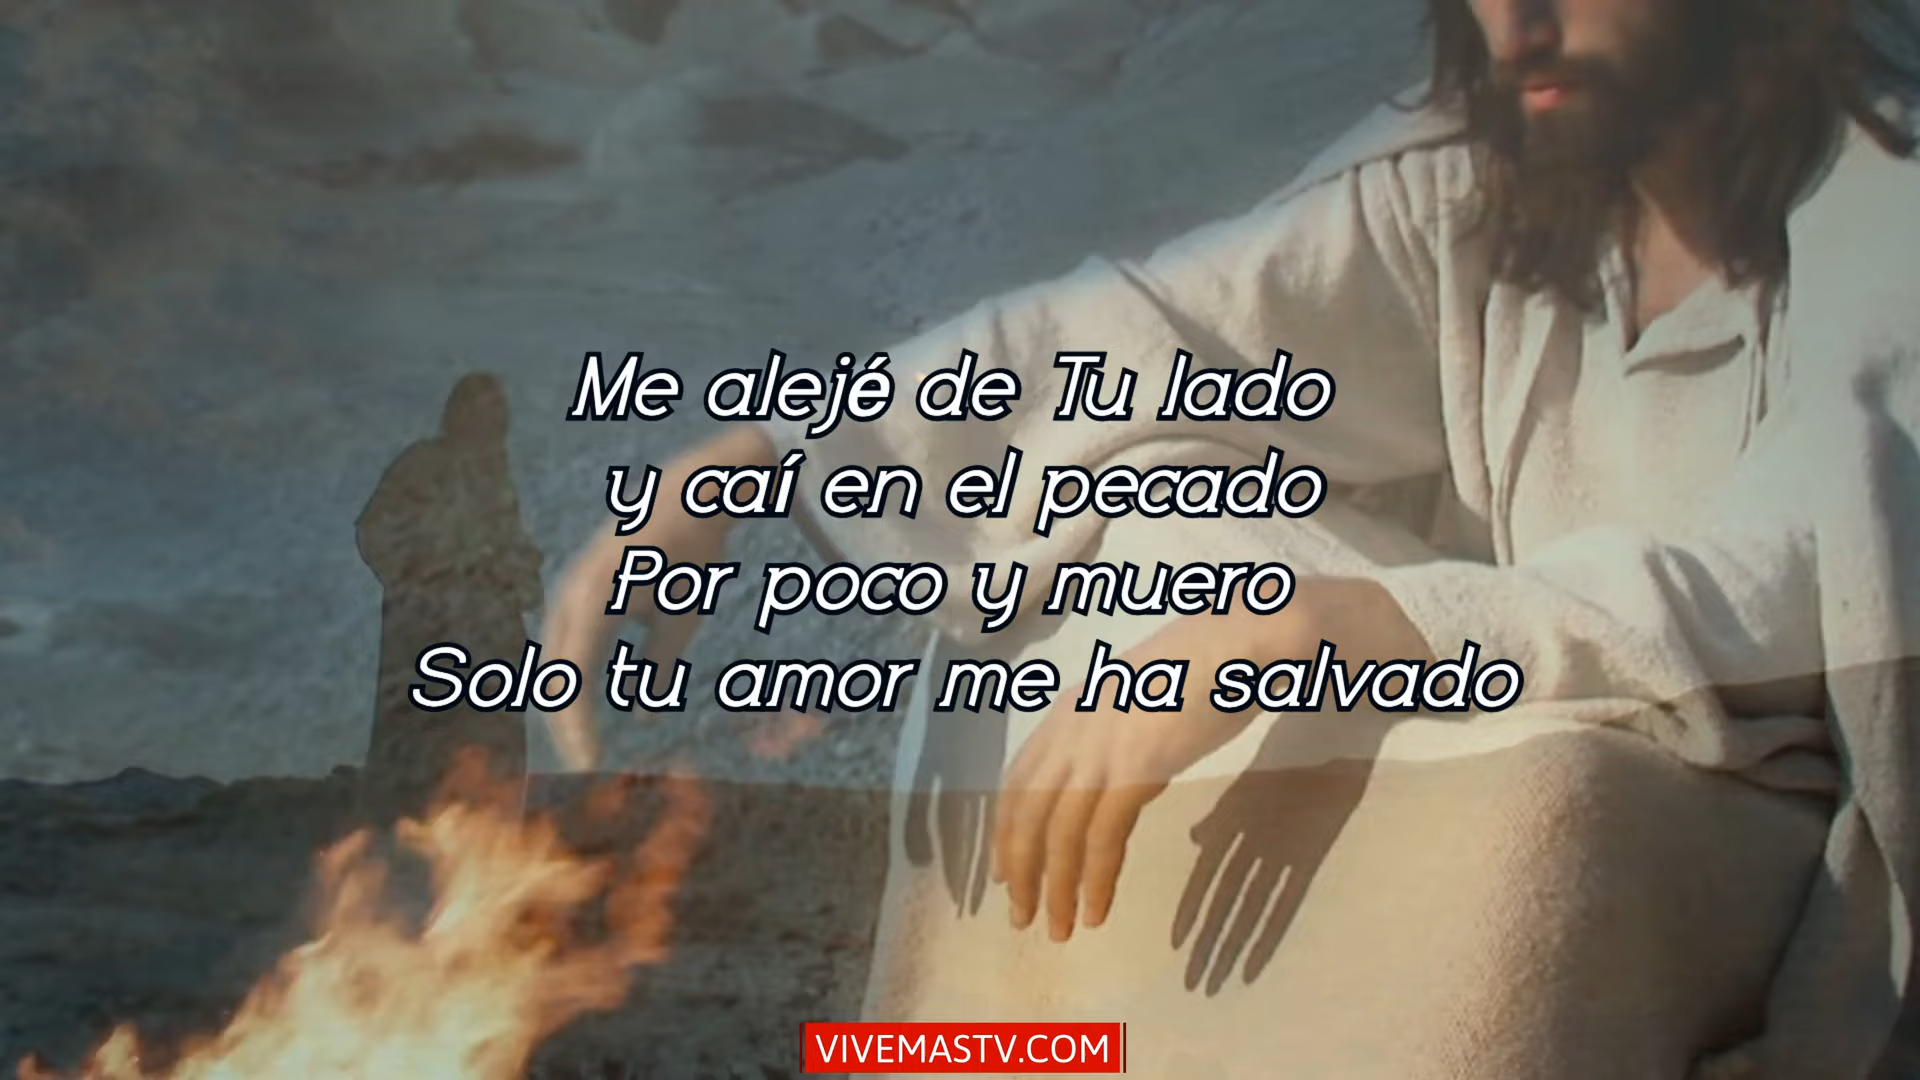 Me alejé de Tu lado
y caí en el pecado
Por poco y muero
Solo tu amor me ha salvado
VIVEMASTV.COM